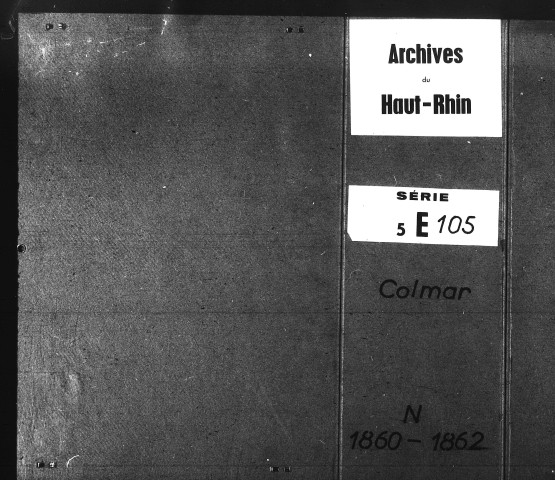 Archives
du
Haut-Rhin
SÉRIE
5 E 105
Colmar
N
1860 - 1862